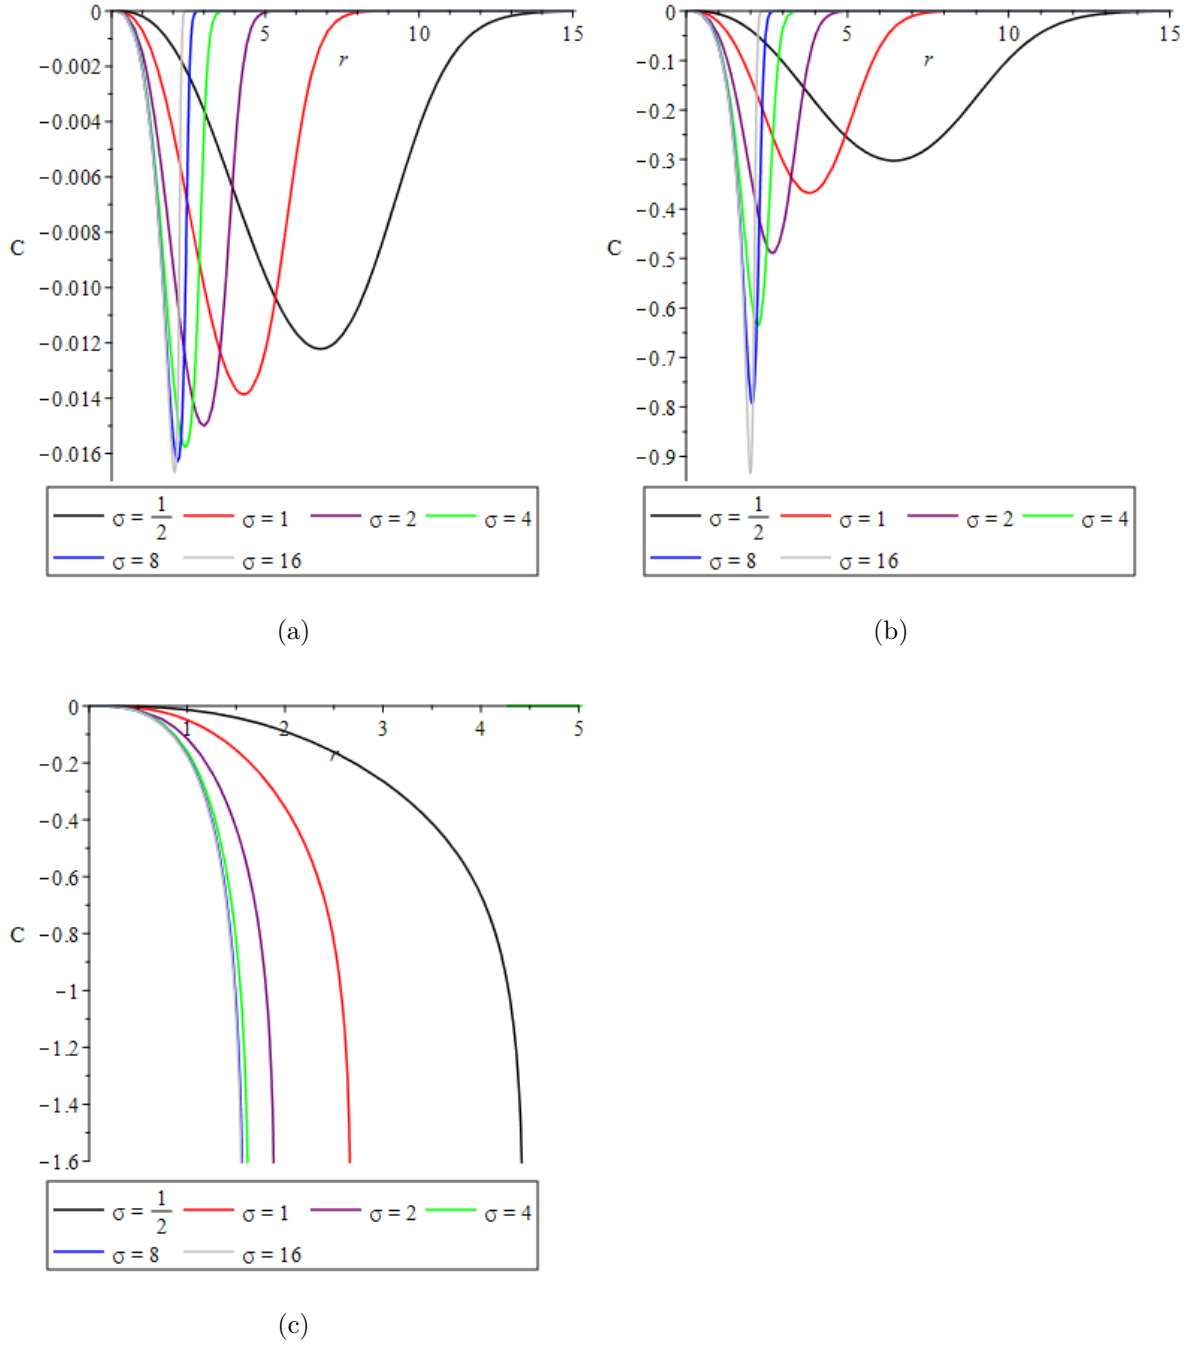 0
5
10
15
r
−0.002
−0.004
−0.006
−0.008
−0.010
−0.012
−0.014
−0.016
C
σ = 1/2 σ = 1 σ = 2 σ = 4
σ = 8 σ = 16
(a)
0
5
10
15
r
−0.1
−0.2
−0.3
−0.4
−0.5
−0.6
−0.7
−0.8
−0.9
C
σ = 1/2 σ = 1 σ = 2 σ = 4
σ = 8 σ = 16
(b)
0
1
2
3
4
5
r
−0.2
−0.4
−0.6
−0.8
−1
−1.2
−1.4
−1.6
C
σ = 1/2 σ = 1 σ = 2 σ = 4
σ = 8 σ = 16
(c)